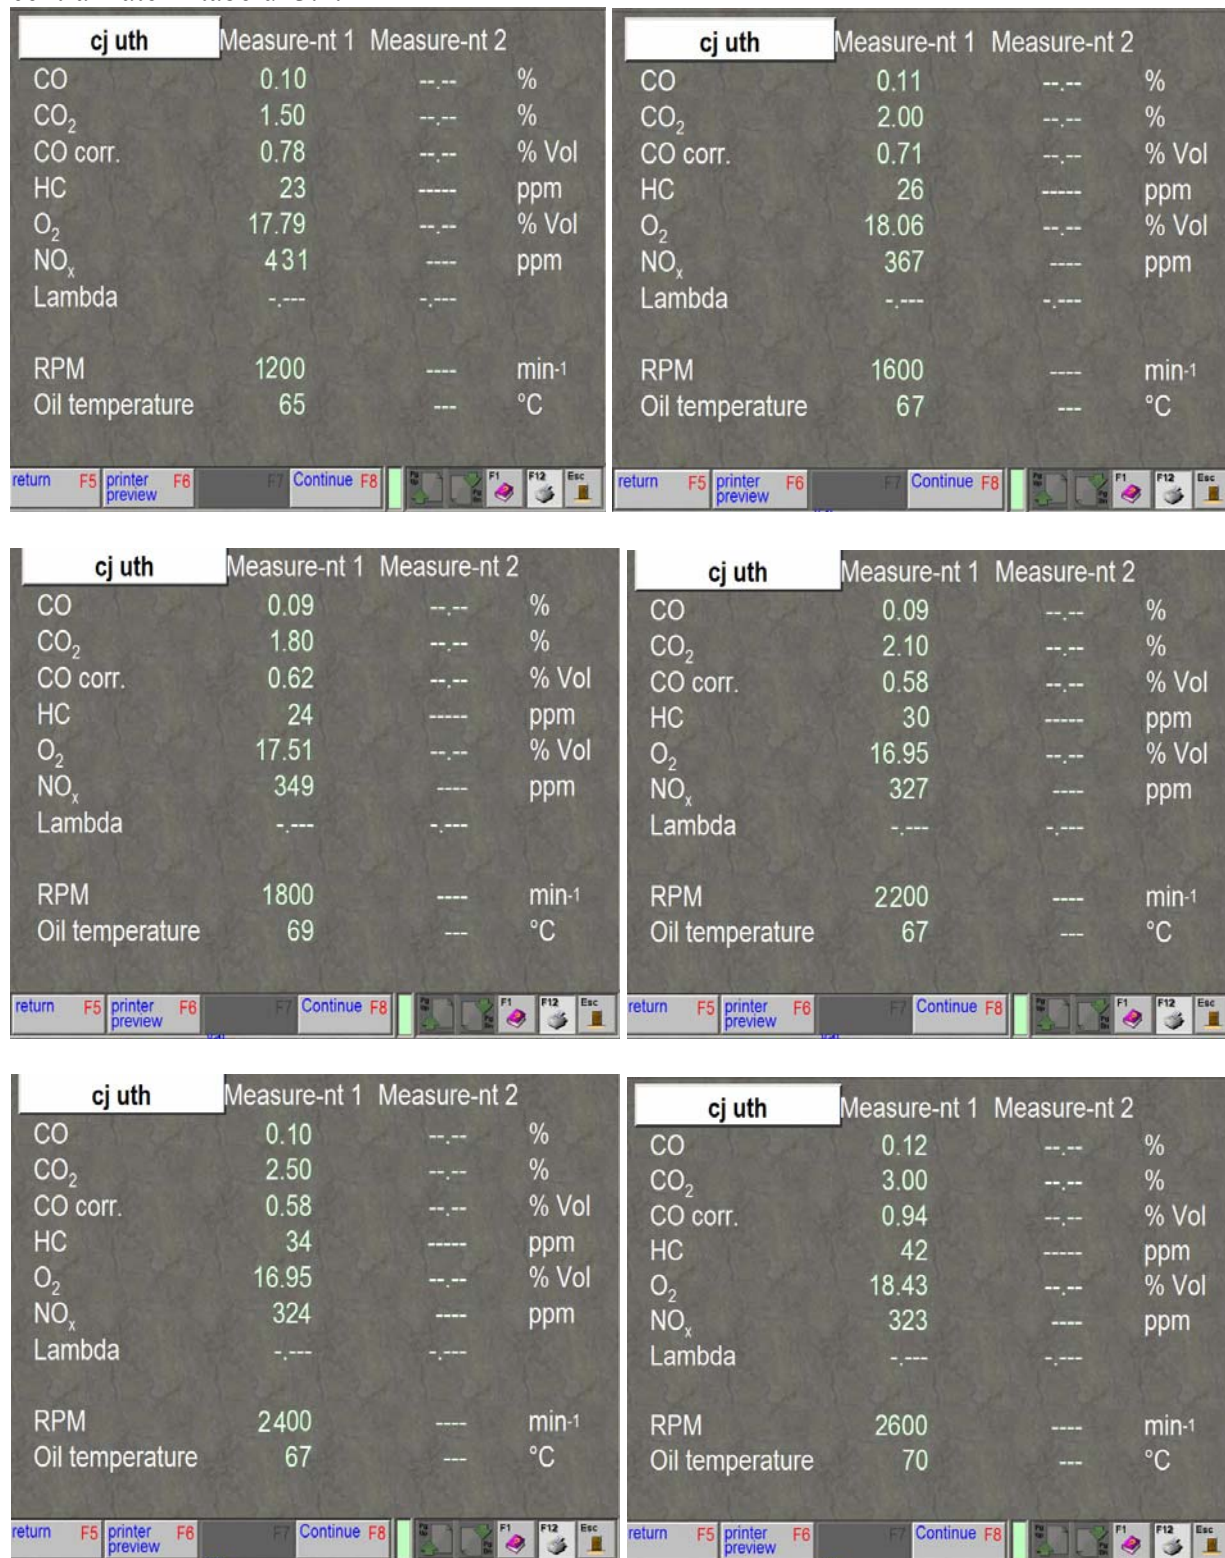 cj uth Measure-nt 1 Measure-nt 2
CO 0.10 --.-- %
CO2 1.50 --.-- %
CO corr. 0.78 --.-- % Vol
HC 23 ----- ppm
O2 17.79 --.-- % Vol
NOx 431 ---- ppm
Lambda -.--- -.---
RPM 1200 ---- min-1
Oil temperature 65 --- °C
return F5 printer preview F6 F7 Continue F8 F1 F12 Esc
cj uth Measure-nt 1 Measure-nt 2
CO 0.11 --.-- %
CO2 2.00 --.-- %
CO corr. 0.71 --.-- % Vol
HC 26 ----- ppm
O2 18.06 --.-- % Vol
NOx 367 ---- ppm
Lambda -.--- -.---
RPM 1600 ---- min-1
Oil temperature 67 --- °C
return F5 printer preview F6 F7 Continue F8 F1 F12 Esc
cj uth Measure-nt 1 Measure-nt 2
CO 0.09 --.-- %
CO2 1.80 --.-- %
CO corr. 0.62 --.-- % Vol
HC 24 ----- ppm
O2 17.51 --.-- % Vol
NOx 349 ---- ppm
Lambda -.--- -.---
RPM 1800 ---- min-1
Oil temperature 69 --- °C
return F5 printer preview F6 F7 Continue F8 F1 F12 Esc
cj uth Measure-nt 1 Measure-nt 2
CO 0.09 --.-- %
CO2 2.10 --.-- %
CO corr. 0.58 --.-- % Vol
HC 30 ----- ppm
O2 16.95 --.-- % Vol
NOx 327 ---- ppm
Lambda -.--- -.---
RPM 2200 ---- min-1
Oil temperature 67 --- °C
return F5 printer preview F6 F7 Continue F8 F1 F12 Esc
cj uth Measure-nt 1 Measure-nt 2
CO 0.10 --.-- %
CO2 2.50 --.-- %
CO corr. 0.58 --.-- % Vol
HC 34 ----- ppm
O2 16.95 --.-- % Vol
NOx 324 ---- ppm
Lambda -.--- -.---
RPM 2400 ---- min-1
Oil temperature 67 --- °C
return F5 printer preview F6 F7 Continue F8 F1 F12 Esc
cj uth Measure-nt 1 Measure-nt 2
CO 0.12 --.-- %
CO2 3.00 --.-- %
CO corr. 0.94 --.-- % Vol
HC 42 ----- ppm
O2 18.43 --.-- % Vol
NOx 323 ---- ppm
Lambda -.--- -.---
RPM 2600 ---- min-1
Oil temperature 70 --- °C
return F5 printer preview F6 F7 Continue F8 F1 F12 Esc